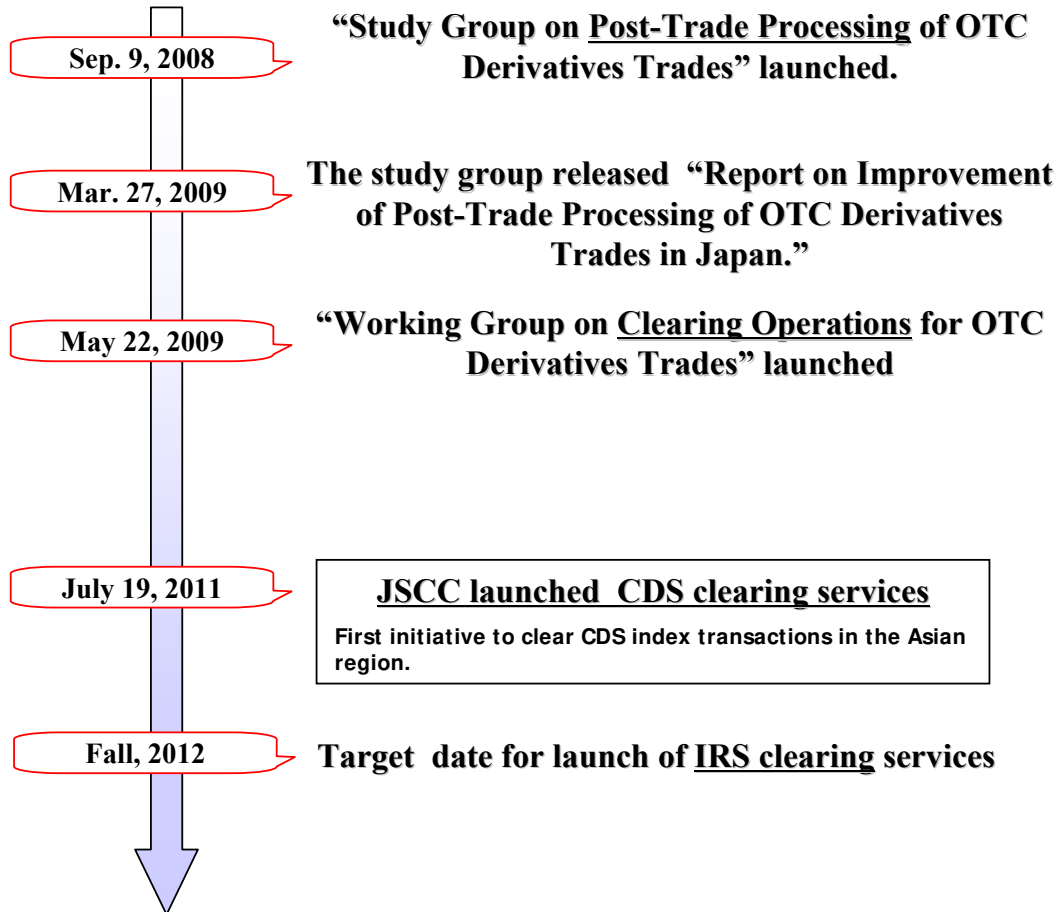 Sep. 9, 2008
“Study Group on Post-Trade Processing of OTC
Derivatives Trades” launched.
Mar. 27, 2009
The study group released “Report on Improvement
of Post-Trade Processing of OTC Derivatives
Trades in Japan.”
May 22, 2009
“Working Group on Clearing Operations for OTC
Derivatives Trades” launched
July 19, 2011
JSCC launched CDS clearing services
First initiative to clear CDS index transactions in the Asian
region.
Fall, 2012
Target date for launch of IRS clearing services